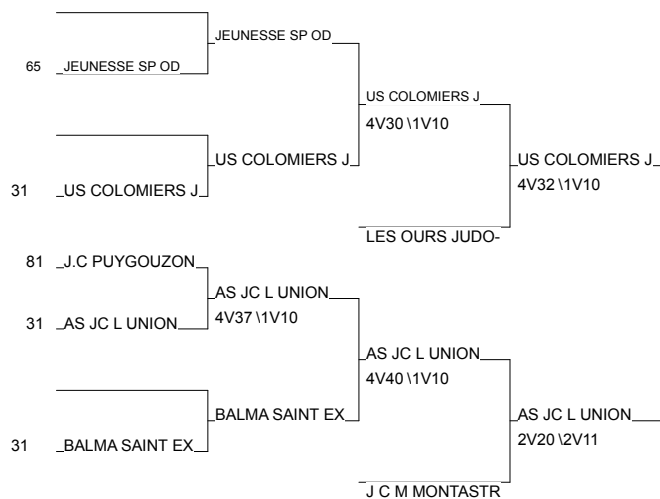 JEUNESSE SP OD
65 JEUNESSE SP OD
US COLOMIERS J
4V30 \1V10
US COLOMIERS J
US COLOMIERS J
4V32 \1V10
31 US COLOMIERS J
LES OURS JUDO-
81 J.C PUYGOUZON
AS JC L UNION
4V37 \1V10
31 AS JC L UNION
AS JC L UNION
4V40 \1V10
BALMA SAINT EX
AS JC L UNION
2V20 \2V11
31 BALMA SAINT EX
J C M MONTASTR